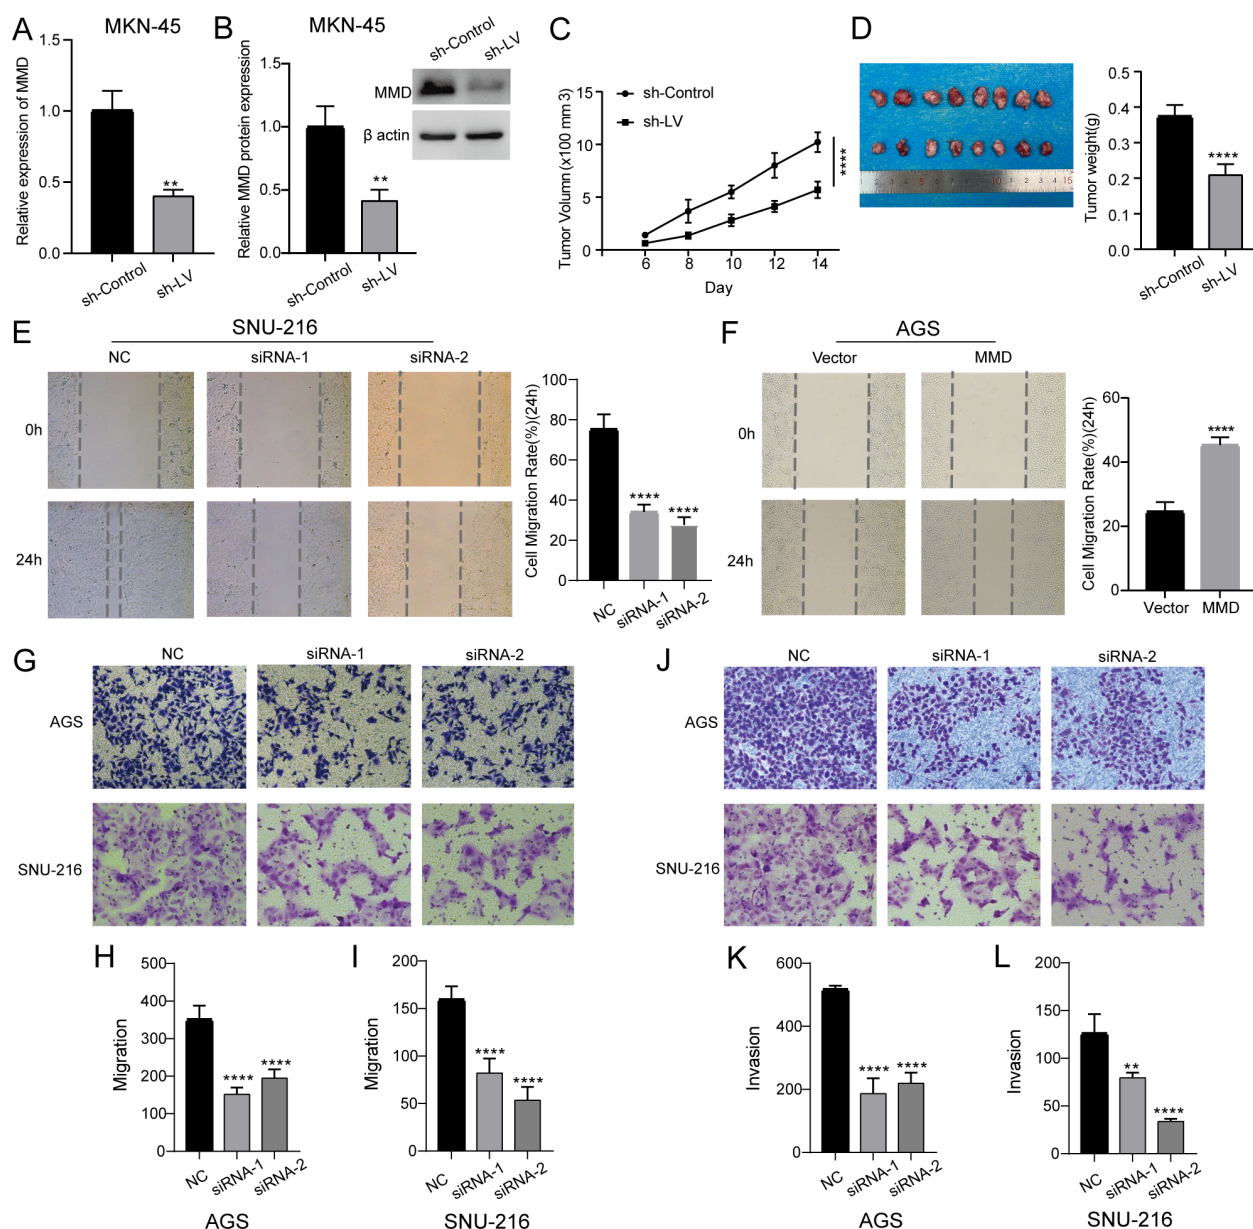 A
MKN-45
Relative expression of MMD
1.5
1.0
0.5
0.0
**
sh-Control
sh-LV
B
MKN-45
Relative MMD protein expression
1.5
1.0
0.5
0.0
**
sh-Control
sh-LV
sh-Control
sh-LV
MMD
β actin
C
Tumor Volumn (x100 mm 3)
15
10
5
0
sh-Control
sh-LV
****
6 8 10 12 14
Day
D
Tumor weight(g)
0.5
0.4
0.3
0.2
0.1
0.0
****
sh-Control
sh-LV
E
SNU-216
NC siRNA-1 siRNA-2
0h
24h
Cell Migration Rate(%)(24h)
100
80
60
40
20
0
****
****
NC
siRNA-1
siRNA-2
F
AGS
Vector MMD
0h
24h
Cell Migration Rate(%)(24h)
60
40
20
0
****
Vector MMD
G
NC siRNA-1 siRNA-2
AGS
SNU-216
J
NC siRNA-1 siRNA-2
AGS
SNU-216
H
Migration
500
400
300
200
100
0
****
****
NC
siRNA-1
siRNA-2
AGS
I
Migration
200
150
100
50
0
****
****
NC
siRNA-1
siRNA-2
SNU-216
K
Invasion
600
400
200
0
****
****
NC
siRNA-1
siRNA-2
AGS
L
Invasion
200
150
100
50
0
**
****
NC
siRNA-1
siRNA-2
SNU-216